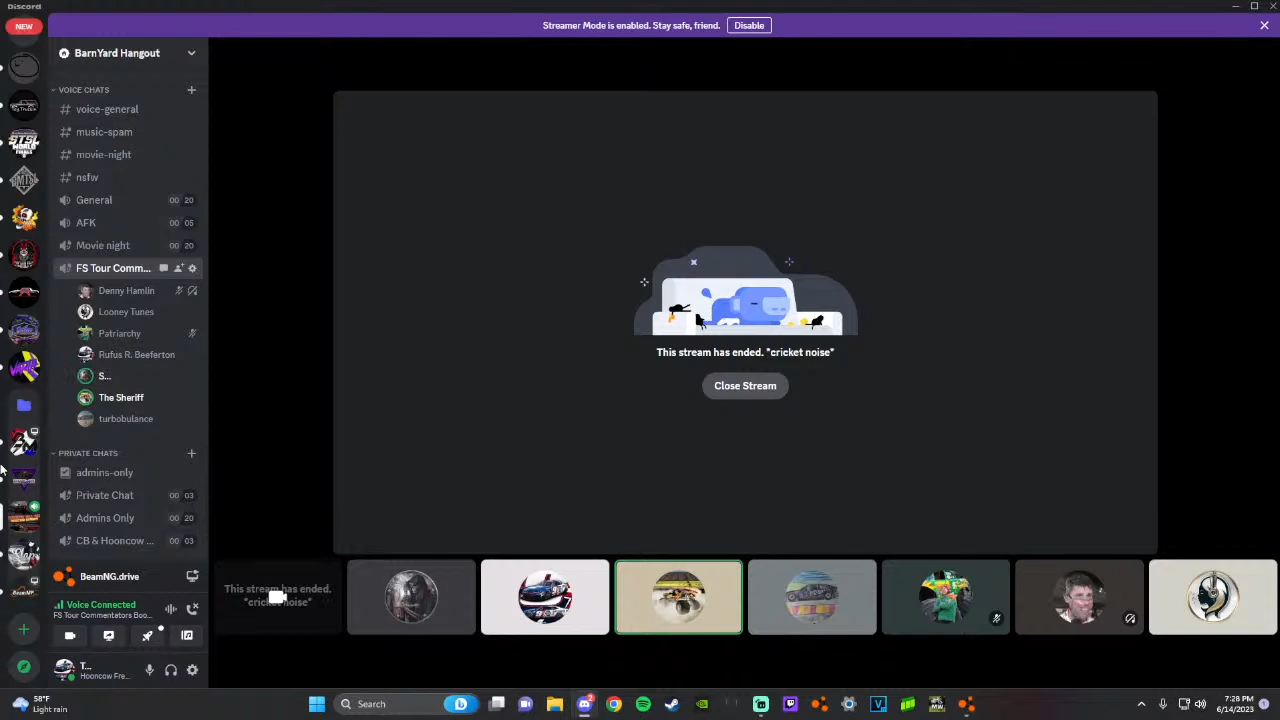 Discord
Streamer Mode is enabled. Stay safe, friend.
Disable
NEW
BarnYard Hangout
VOICE CHATS
voice-general
music-spam
movie-night
nsfw
General 00 20
AFK 00 05
Movie night 00 20
FS Tour Comm...
Denny Hamlin
Looney Tunes
Patriarchy
Rufus R. Beeferton
S...
The Sheriff
turbobulance
PRIVATE CHATS
admins-only
Private Chat 00 03
Admins Only 00 20
CB & Hooncow ... 00 03
BeamNG.drive
Voice Connected
FS Tour Commentators Boo...
T...
Hooncow Fre...
STSL
WORLD
FINALS
This stream has ended. *cricket noise*
Close Stream
This stream has ended.
*cricket noise*
58°F
Light rain
Search
2
7:28 PM
6/14/2023